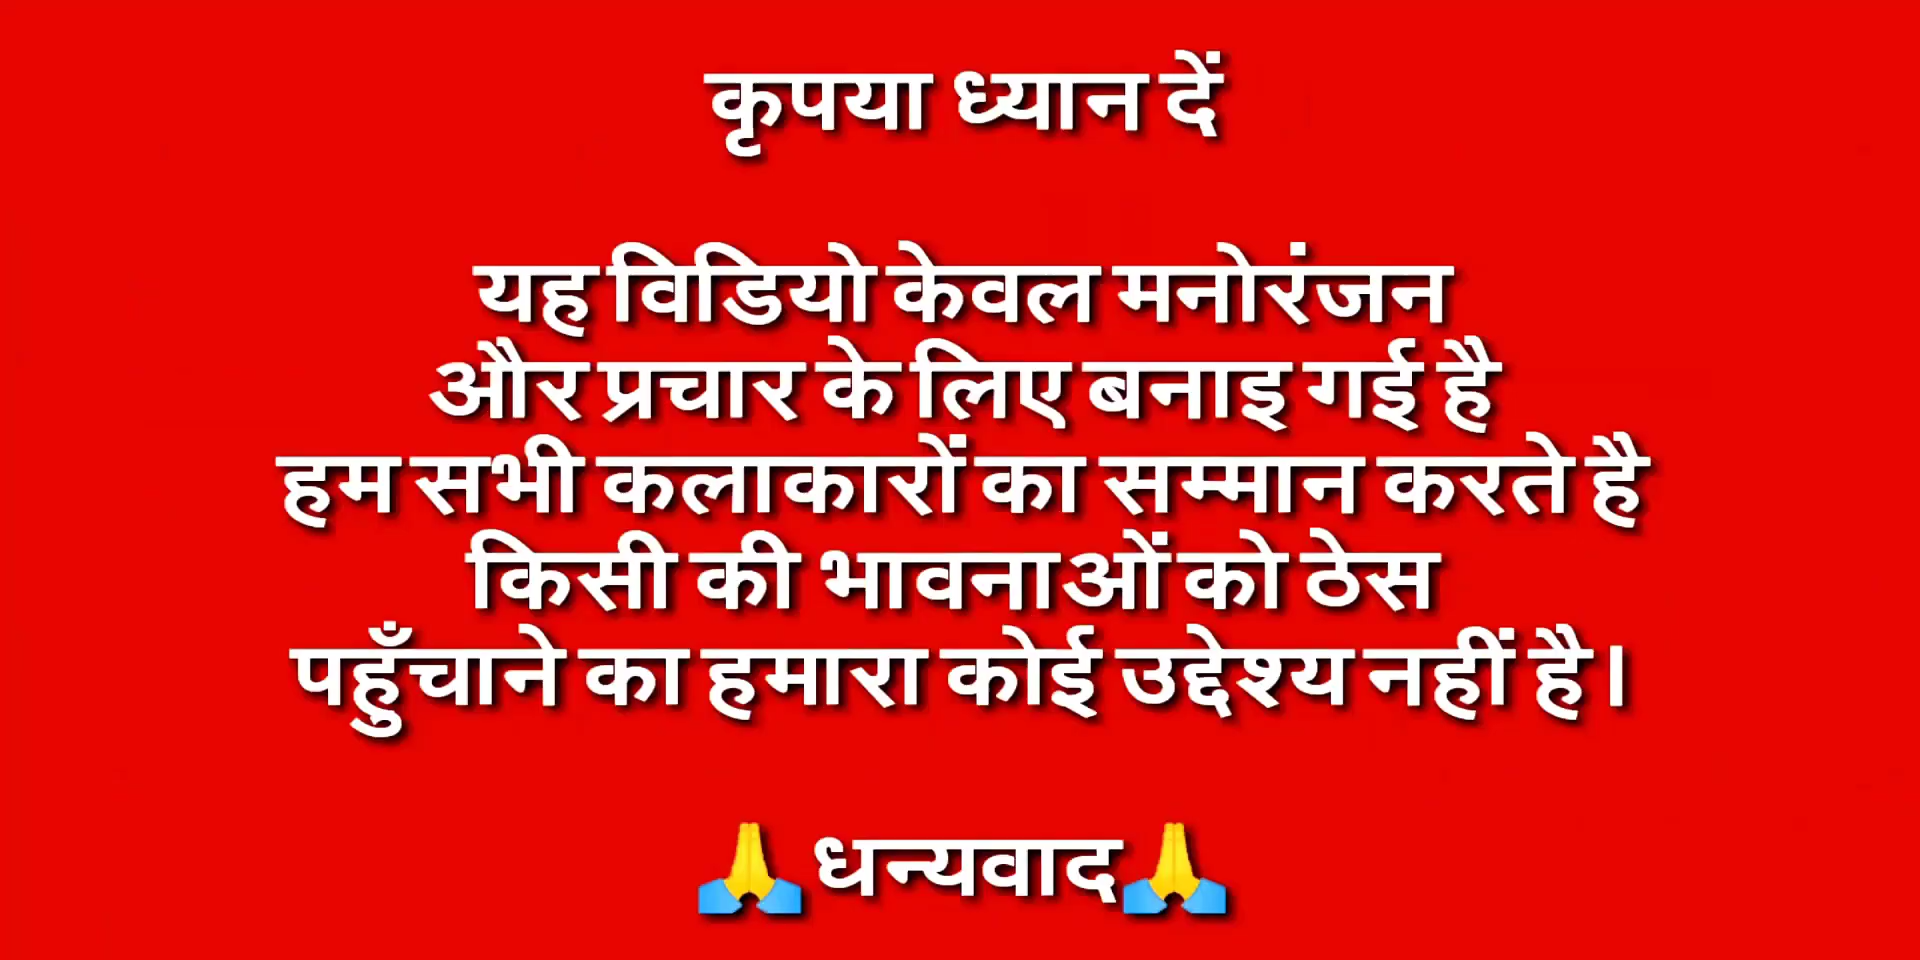 कृपया ध्यान दें
यह विडियो केवल मनोरंजन
और प्रचार के लिए बनाइ गई है
हम सभी कलाकारों का सम्मान करते है
किसी की भावनाओं को ठेस
पहुँचाने का हमारा कोई उद्देश्य नहीं है।
🙏धन्यवाद🙏